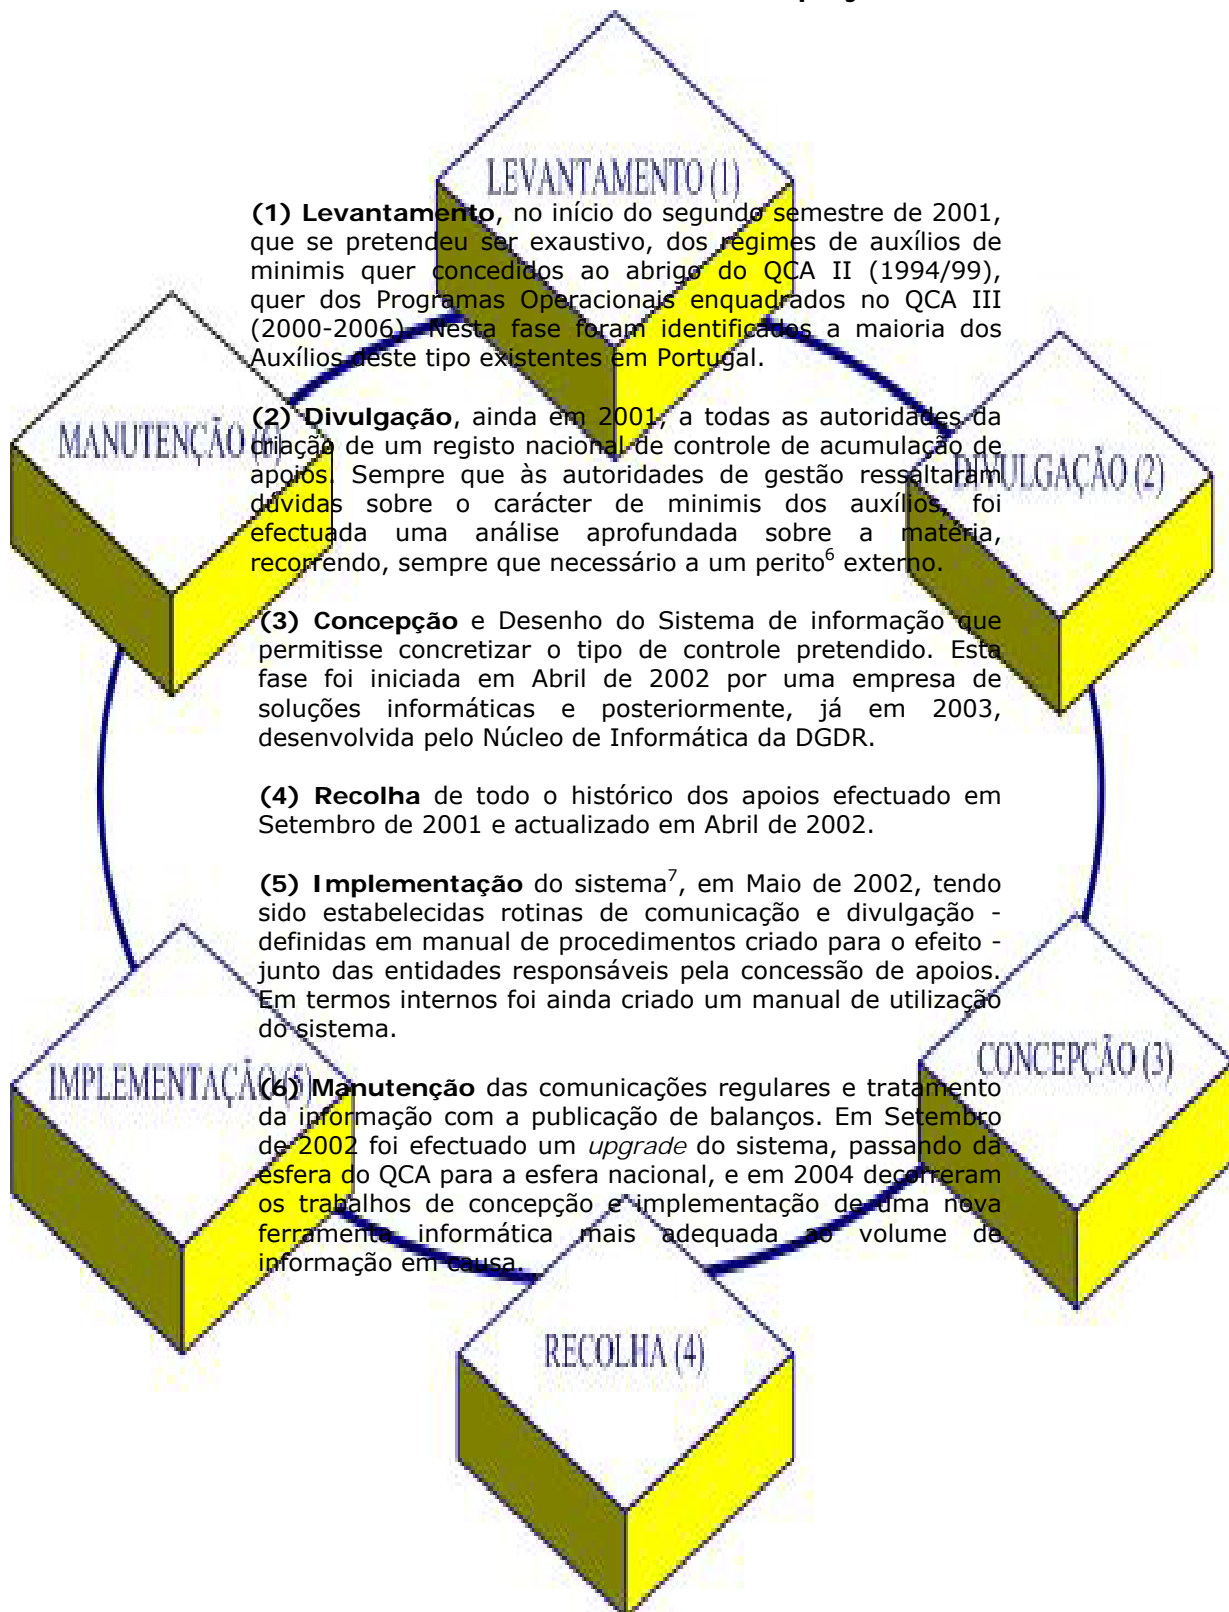 LEVANTAMENTO (1)
(1) Levantamento, no início do segundo semestre de 2001,
que se pretendeu ser exaustivo, dos regimes de auxílios de
minimis quer concedidos ao abrigo do QCA II (1994/99),
quer dos Programas Operacionais enquadrados no QCA III
(2000-2006). Nesta fase foram identificados a maioria dos
Auxílios deste tipo existentes em Portugal.
MANUTENÇÃO
DIVULGAÇÃO (2)
(2) Divulgação, ainda em 2001, a todas as autoridades da
criação de um registo nacional de controle de acumulação de
apoios. Sempre que às autoridades de gestão ressaltaram
dúvidas sobre o carácter de minimis dos auxílios, foi
efectuada uma análise aprofundada sobre a matéria,
recorrendo, sempre que necessário a um perito6 externo.
(3) Concepção e Desenho do Sistema de informação que
permitisse concretizar o tipo de controle pretendido. Esta
fase foi iniciada em Abril de 2002 por uma empresa de
soluções informáticas e posteriormente, já em 2003,
desenvolvida pelo Núcleo de Informática da DGDR.
(4) Recolha de todo o histórico dos apoios efectuado em
Setembro de 2001 e actualizado em Abril de 2002.
(5) Implementação do sistema7, em Maio de 2002, tendo
sido estabelecidas rotinas de comunicação e divulgação -
definidas em manual de procedimentos criado para o efeito -
junto das entidades responsáveis pela concessão de apoios.
Em termos internos foi ainda criado um manual de utilização
do sistema.
CONCEPÇÃO (3)
IMPLEMENTAÇÃO (5)
(6) Manutenção das comunicações regulares e tratamento
da informação com a publicação de balanços. Em Setembro
de 2002 foi efectuado um upgrade do sistema, passando da
esfera do QCA para a esfera nacional, e em 2004 decorreram
os trabalhos de concepção e implementação de uma nova
ferramenta informática mais adequada ao volume de
informação em causa.
RECOLHA (4)